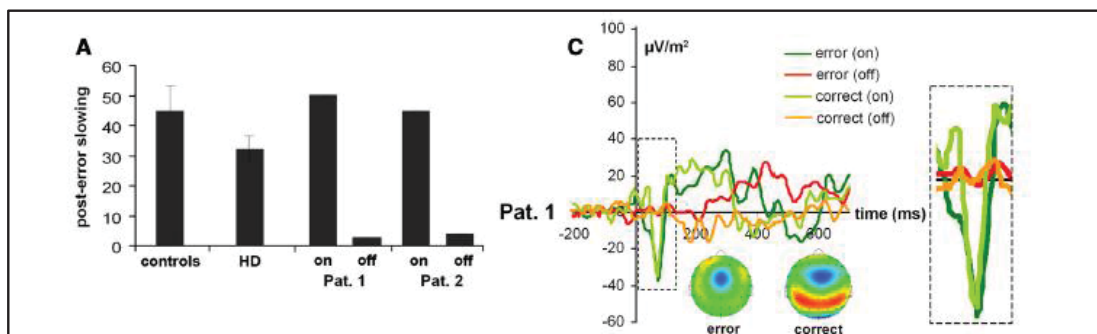 A
post-error slowing
60
50
40
30
20
10
0
controls
HD
on
off
on
off
Pat. 1
Pat. 2
C
µV/m²
100
80
60
40
20
0
-20
-40
-60
error (on)
error (off)
correct (on)
correct (off)
Pat. 1
time (ms)
-200
0
200
400
600
error
correct